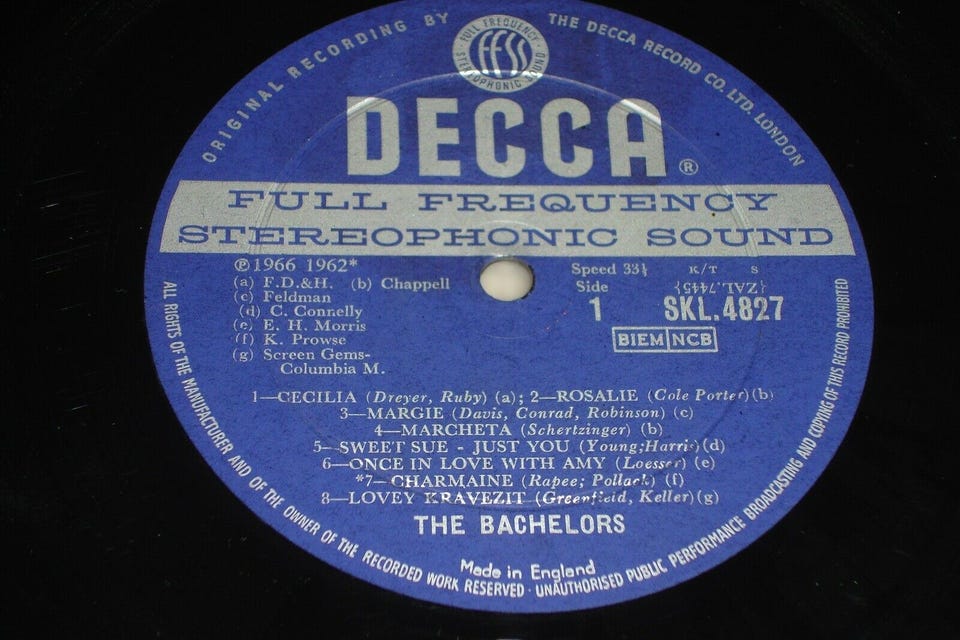 ORIGINAL RECORDING BY THE DECCA RECORD CO. LTD. LONDON
FULL FREQUENCY
ffss
STEREOPHONIC SOUND
DECCA®
FULL FREQUENCY
STEREOPHONIC SOUND
℗1966 1962*
(a) F.D.&H. (b) Chappell
(c) Feldman
(d) C. Connelly
(e) E. H. Morris
(f) K. Prowse
(g) Screen Gems-
Columbia M.
Speed 33⅓ K/T S
Side {ZAL.7445}
1 SKL.4827
BIEM NCB
1—CECILIA (Dreyer, Ruby) (a); 2—ROSALIE (Cole Porter)(b)
3—MARGIE (Davis, Conrad, Robinson) (c)
4—MARCHETA (Schertzinger) (b)
5—SWEET SUE - JUST YOU (Young;Harris)(d)
6—ONCE IN LOVE WITH AMY (Loesser) (e)
*7—CHARMAINE (Rapee; Pollack) (f)
8—LOVEY KRAVEZIT (Greenfield, Keller)(g)
THE BACHELORS
Made in England
ALL RIGHTS OF THE MANUFACTURER AND OF THE OWNER OF THE RECORDED WORK RESERVED · UNAUTHORISED PUBLIC PERFORMANCE BROADCASTING AND COPYING OF THIS RECORD PROHIBITED